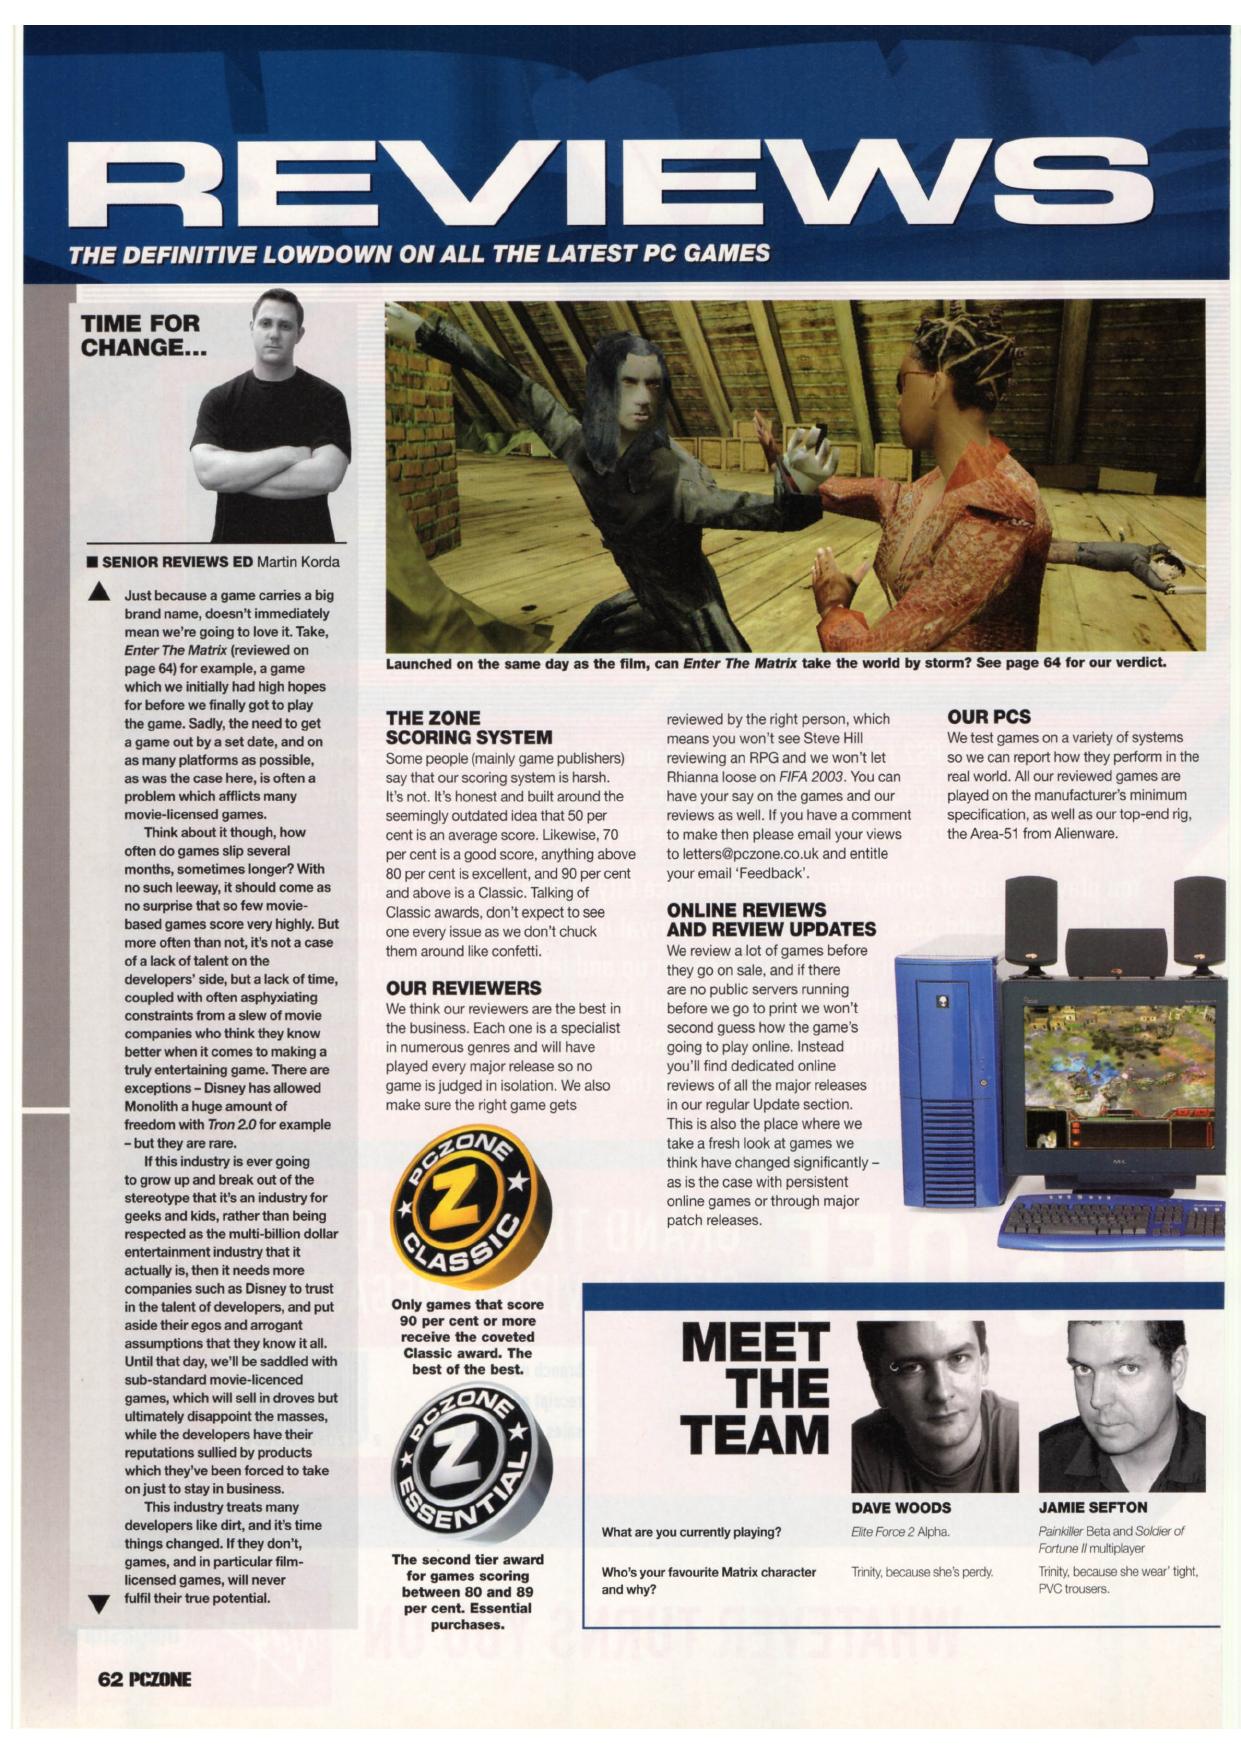 REVIEWS
THE DEFINITIVE LOWDOWN ON ALL THE LATEST PC GAMES
TIME FOR
CHANGE...
■ SENIOR REVIEWS ED Martin Korda
Just because a game carries a big
brand name, doesn't immediately
mean we're going to love it. Take,
Enter The Matrix (reviewed on
page 64) for example, a game
which we initially had high hopes
for before we finally got to play
the game. Sadly, the need to get
a game out by a set date, and on
as many platforms as possible,
as was the case here, is often a
problem which afflicts many
movie-licensed games.
Think about it though, how
often do games slip several
months, sometimes longer? With
no such leeway, it should come as
no surprise that so few movie-
based games score very highly. But
more often than not, it's not a case
of a lack of talent on the
developers' side, but a lack of time,
coupled with often asphyxiating
constraints from a slew of movie
companies who think they know
better when it comes to making a
truly entertaining game. There are
exceptions – Disney has allowed
Monolith a huge amount of
freedom with Tron 2.0 for example
– but they are rare.
If this industry is ever going
to grow up and break out of the
stereotype that it's an industry for
geeks and kids, rather than being
respected as the multi-billion dollar
entertainment industry that it
actually is, then it needs more
companies such as Disney to trust
in the talent of developers, and put
aside their egos and arrogant
assumptions that they know it all.
Until that day, we'll be saddled with
sub-standard movie-licenced
games, which will sell in droves but
ultimately disappoint the masses,
while the developers have their
reputations sullied by products
which they've been forced to take
on just to stay in business.
This industry treats many
developers like dirt, and it's time
things changed. If they don't,
games, and in particular film-
licensed games, will never
fulfil their true potential.
Launched on the same day as the film, can Enter The Matrix take the world by storm? See page 64 for our verdict.
THE ZONE
SCORING SYSTEM
Some people (mainly game publishers)
say that our scoring system is harsh.
It's not. It's honest and built around the
seemingly outdated idea that 50 per
cent is an average score. Likewise, 70
per cent is a good score, anything above
80 per cent is excellent, and 90 per cent
and above is a Classic. Talking of
Classic awards, don't expect to see
one every issue as we don't chuck
them around like confetti.
OUR REVIEWERS
We think our reviewers are the best in
the business. Each one is a specialist
in numerous genres and will have
played every major release so no
game is judged in isolation. We also
make sure the right game gets
reviewed by the right person, which
means you won't see Steve Hill
reviewing an RPG and we won't let
Rhianna loose on FIFA 2003. You can
have your say on the games and our
reviews as well. If you have a comment
to make then please email your views
to letters@pczone.co.uk and entitle
your email 'Feedback'.
ONLINE REVIEWS
AND REVIEW UPDATES
We review a lot of games before
they go on sale, and if there
are no public servers running
before we go to print we won't
second guess how the game's
going to play online. Instead
you'll find dedicated online
reviews of all the major releases
in our regular Update section.
This is also the place where we
take a fresh look at games we
think have changed significantly –
as is the case with persistent
online games or through major
patch releases.
OUR PCS
We test games on a variety of systems
so we can report how they perform in the
real world. All our reviewed games are
played on the manufacturer's minimum
specification, as well as our top-end rig,
the Area-51 from Alienware.
NEC
PCZONE
Z
CLASSIC
Only games that score
90 per cent or more
receive the coveted
Classic award. The
best of the best.
PCZONE
Z
ESSENTIAL
The second tier award
for games scoring
between 80 and 89
per cent. Essential
purchases.
MEET
THE
TEAM
DAVE WOODS
JAMIE SEFTON
What are you currently playing?
Elite Force 2 Alpha.
Painkiller Beta and Soldier of
Fortune II multiplayer
Who's your favourite Matrix character
and why?
Trinity, because she's perdy.
Trinity, because she wear' tight,
PVC trousers.
62 PCZONE